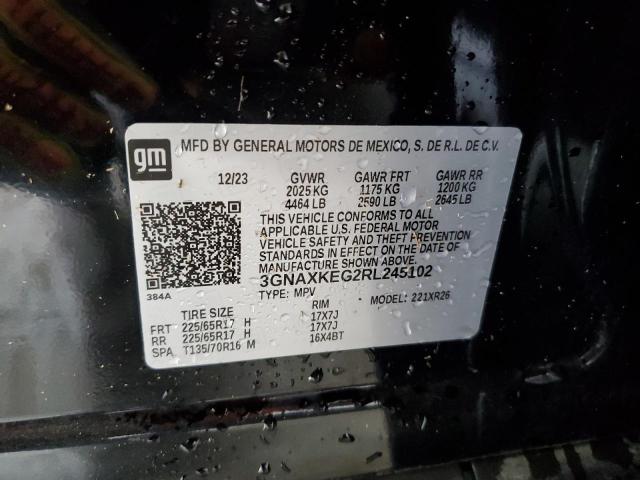 gm
MFD BY GENERAL MOTORS DE MEXICO, S. DE R.L. DE C.V.
12/23 GVWR GAWR FRT GAWR RR
2025 KG 1175 KG 1200 KG
4464 LB 2590 LB 2645 LB
THIS VEHICLE CONFORMS TO ALL
APPLICABLE U.S. FEDERAL MOTOR
VEHICLE SAFETY AND THEFT PREVENTION
STANDARDS IN EFFECT ON THE DATE OF
MANUFACTURE SHOWN ABOVE.
3GNAXKEG2RL245102
384A TYPE: MPV MODEL: 221XR26
TIRE SIZE RIM
FRT 225/65R17 H 17X7J
RR 225/65R17 H 17X7J
SPA T135/70R16 M 16X4BT